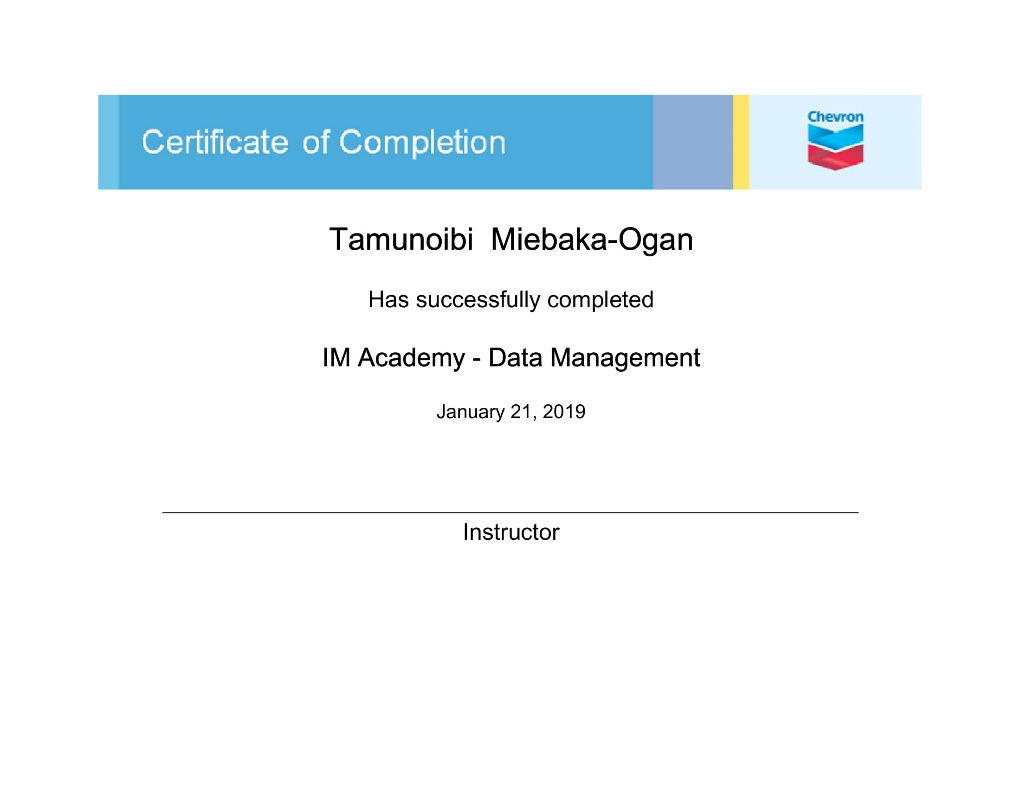 Certificate of Completion
Chevron
Tamunoibi Miebaka-Ogan
Has successfully completed
IM Academy - Data Management
January 21, 2019
Instructor